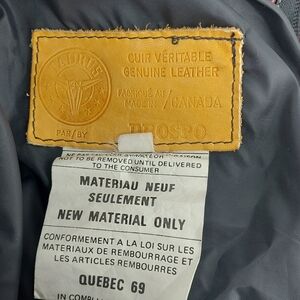 LAURUS
CUIR VÉRITABLE
GENUINE LEATHER
FABRIQUÉ AU /
MADE IN / CANADA
PAR/BY
NOT TO BE REMOVED UNTIL DELIVERED
TO THE CONSUMER
MATERIAU NEUF
SEULEMENT
NEW MATERIAL ONLY
CONFORMEMENT A LA LOI SUR LES
MATERIAUX DE REMBOURRAGE ET
LES ARTICLES REMBOURRES
QUEBEC 69